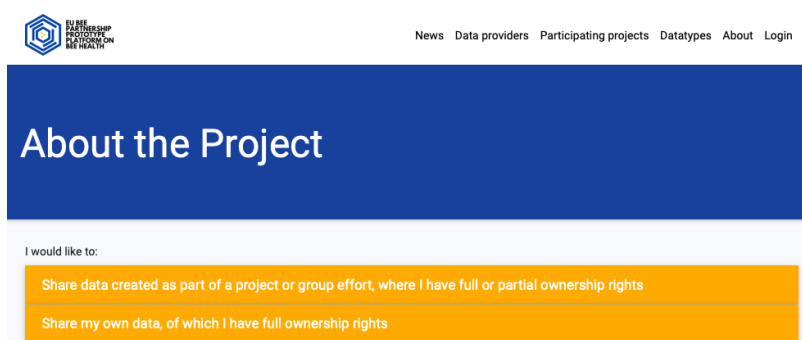 EU BEE
PARTNERSHIP
PROTOTYPE
PLATFORM ON
BEE HEALTH
News Data providers Participating projects Datatypes About Login
About the Project
I would like to:
Share data created as part of a project or group effort, where I have full or partial ownership rights
Share my own data, of which I have full ownership rights